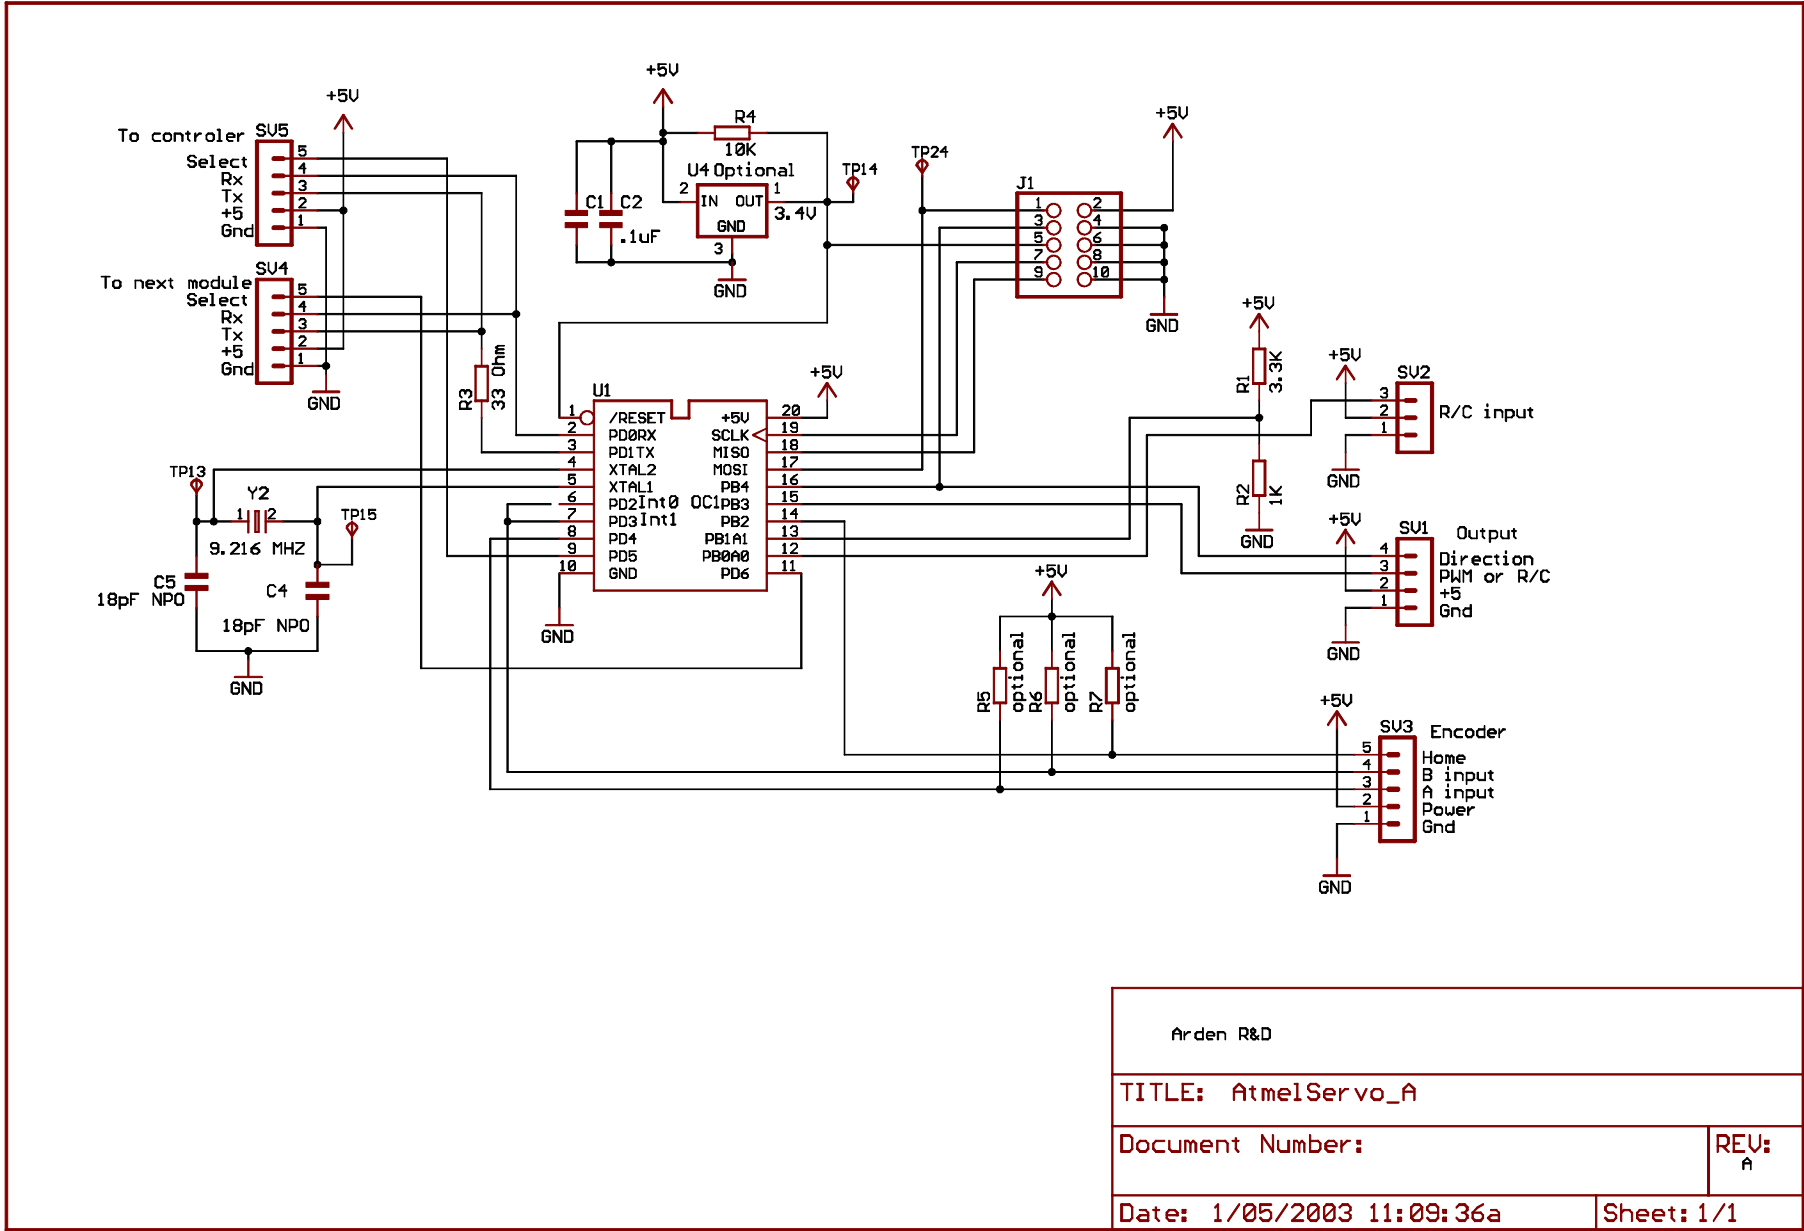 +5V
To controler SV5
Select 5
Rx 4
Tx 3
+5 2
Gnd 1
+5V
To next module SV4
Select 5
Rx 4
Tx 3
+5 2
Gnd 1
GND
R3
33 Ohm
+5V
R4
10K
U4 Optional
2 IN OUT 1
3.4V
GND
3
C1 C2
.1uF
GND
TP14
TP24
+5V
J1
1 2
3 4
5 6
7 8
9 10
GND
U1
+5V
1 /RESET +5V 20
2 PD0RX SCLK 19
3 PD1TX MISO 18
4 XTAL2 MOSI 17
5 XTAL1 PB4 16
6 PD2Int0 OC1PB3 15
7 PD3Int1 PB2 14
8 PD4 PB1A1 13
9 PD5 PB0A0 12
10 GND PD6 11
GND
TP13
Y2
1 2
TP15
9.216 MHZ
C5
18pF NPO
C4
18pF NPO
GND
+5V
R1
3.3K
R2
1K
GND
+5V
SV2
3
2 R/C input
1
GND
+5V
SV1 Output
4 Direction
3 PWM or R/C
2 +5
1 Gnd
GND
+5V
R5
optional
R6
optional
R7
optional
+5V
SV3 Encoder
5 Home
4 B input
3 A input
2 Power
1 Gnd
GND
Arden R&D
TITLE: AtmelServo_A
Document Number:
REV:
A
Date: 1/05/2003 11:09:36a
Sheet: 1/1